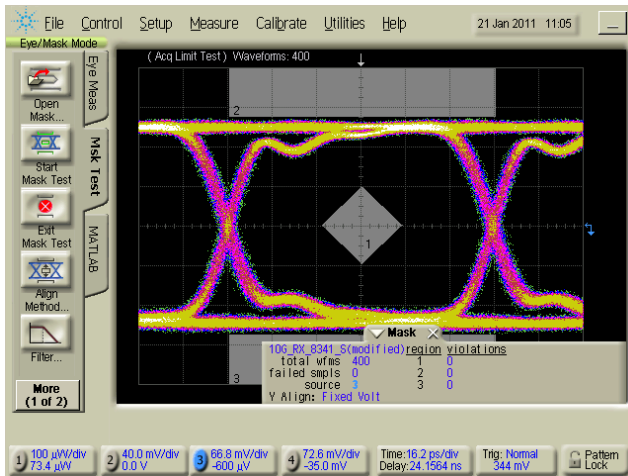 File Control Setup Measure Calibrate Utilities Help 21 Jan 2011 11:05
Eye/Mask Mode
( Acq Limit Test ) Waveforms: 400
Open
Mask...
Start
Mask Test
Exit
Mask Test
Align
Method...
Filter...
More
(1 of 2)
Eye Meas
Msk Test
MATLAB
2
1
3
Mask
10G_RX_8341_S(modified) region violations
total wfms 400 1 0
failed smpls 0 2 0
source 3 3 0
Y Align: Fixed Volt
1) 100 µW/div
73.4 µW
2) 40.0 mV/div
0.0 V
3) 66.8 mV/div
-600 µV
4) 72.6 mV/div
-35.0 mV
Time:16.2 ps/div
Delay:24.1564 ns
Trig: Normal
344 mV
Pattern
Lock